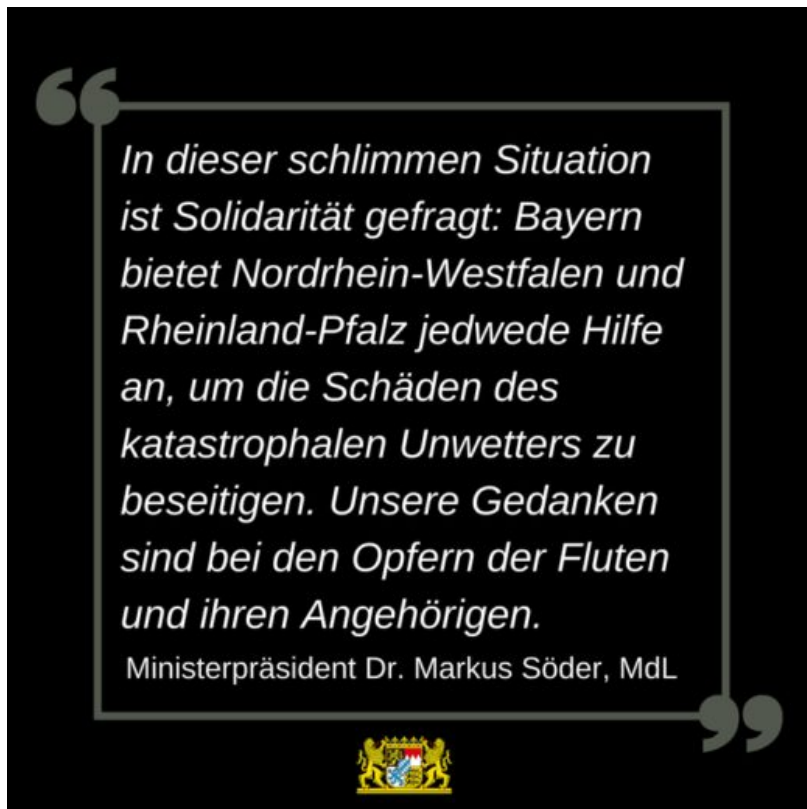 In dieser schlimmen Situation
ist Solidarität gefragt: Bayern
bietet Nordrhein-Westfalen und
Rheinland-Pfalz jedwede Hilfe
an, um die Schäden des
katastrophalen Unwetters zu
beseitigen. Unsere Gedanken
sind bei den Opfern der Fluten
und ihren Angehörigen.
Ministerpräsident Dr. Markus Söder, MdL